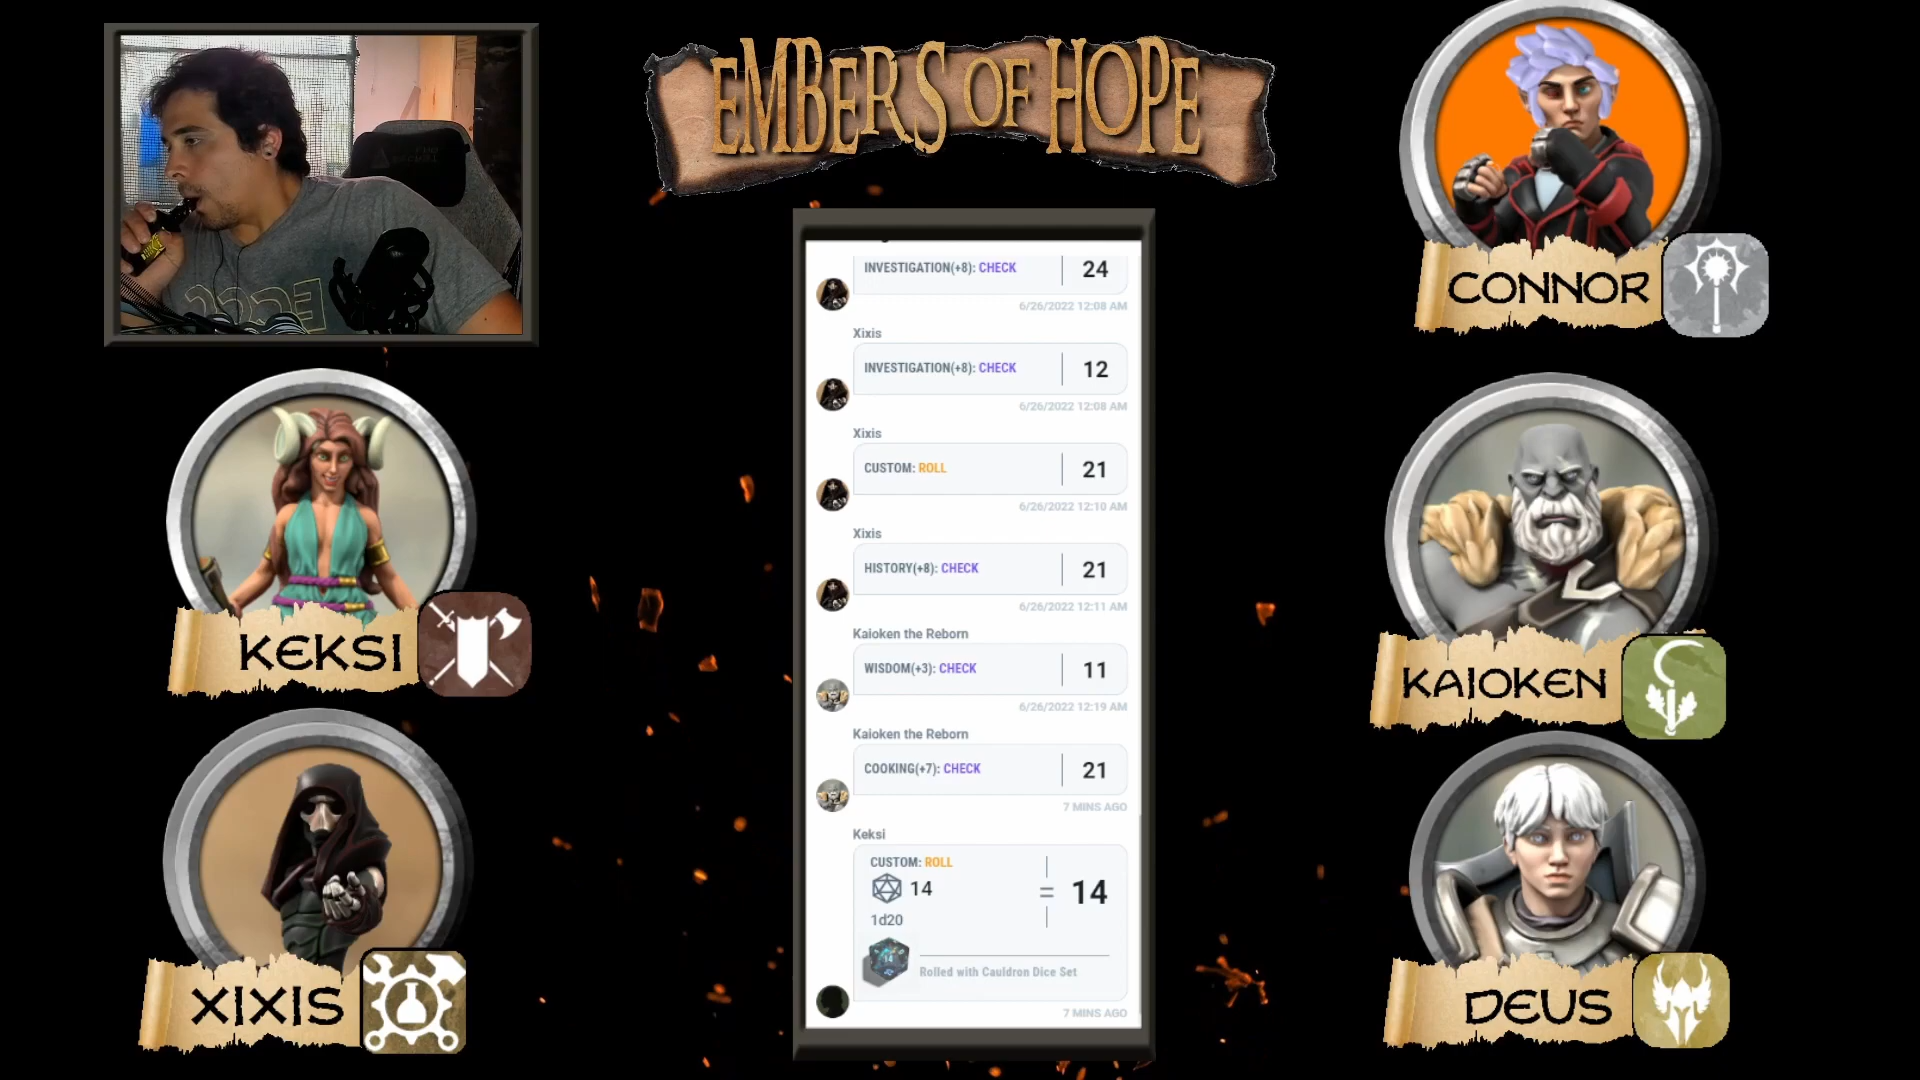 EMBERS OF HOPE
CONNOR
KEKSI
KAIOKEN
XIXIS
DEUS
INVESTIGATION(+8): CHECK 24
6/26/2022 12:08 AM
Xixis
INVESTIGATION(+8): CHECK 12
6/26/2022 12:08 AM
Xixis
CUSTOM: ROLL 21
6/26/2022 12:10 AM
Xixis
HISTORY(+8): CHECK 21
6/26/2022 12:11 AM
Kaioken the Reborn
WISDOM(+3): CHECK 11
6/26/2022 12:19 AM
Kaioken the Reborn
COOKING(+7): CHECK 21
7 MINS AGO
Keksi
CUSTOM: ROLL
14 = 14
1d20
Rolled with Cauldron Dice Set
7 MINS AGO